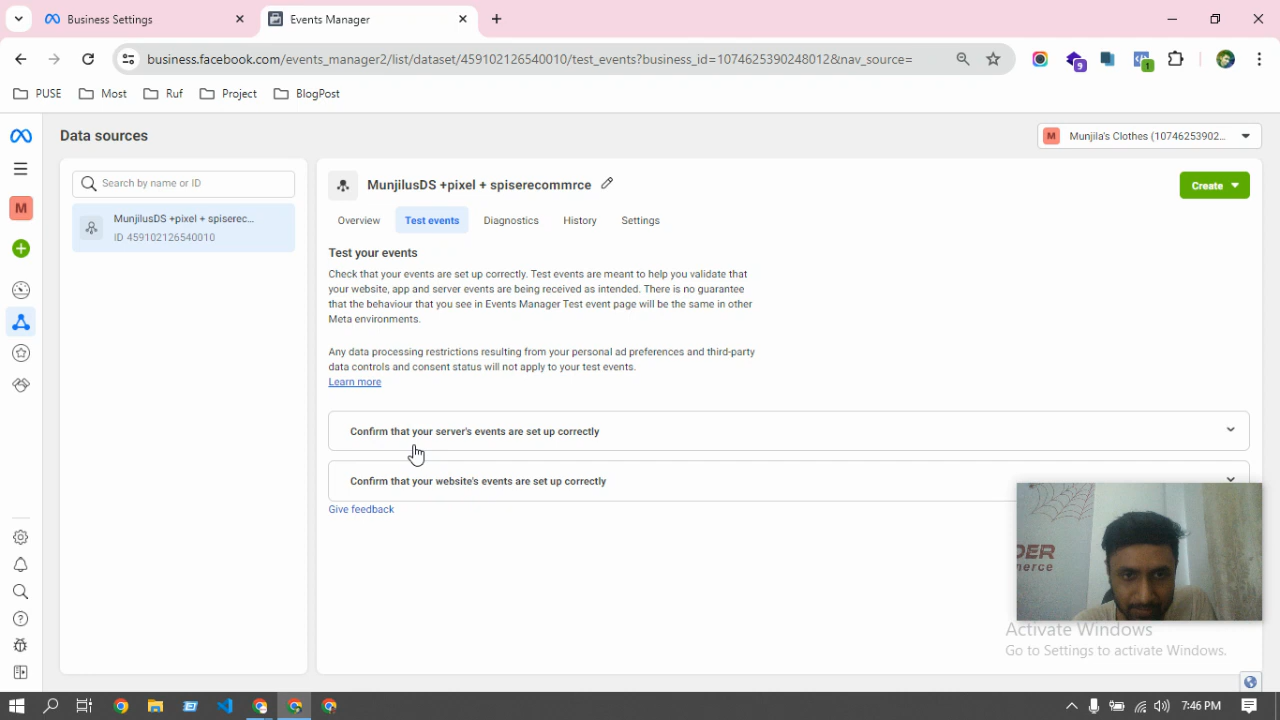 Business Settings
Events Manager
business.facebook.com/events_manager2/list/dataset/459102126540010/test_events?business_id=1074625390248012&nav_source=
9
1
PUSE
Most
Ruf
Project
BlogPost
Data sources
M
Munjila's Clothes (10746253902...
Search by name or ID
MunjilusDS +pixel + spiserec...
ID 459102126540010
M
MunjilusDS +pixel + spiserecommrce
Create
Overview
Test events
Diagnostics
History
Settings
Test your events
Check that your events are set up correctly. Test events are meant to help you validate that
your website, app and server events are being received as intended. There is no guarantee
that the behaviour that you see in Events Manager Test event page will be the same in other
Meta environments.
Any data processing restrictions resulting from your personal ad preferences and third-party
data controls and consent status will not apply to your test events.
Learn more
Confirm that your server's events are set up correctly
Confirm that your website's events are set up correctly
Give feedback
DER
merce
Activate Windows
Go to Settings to activate Windows.
7:46 PM